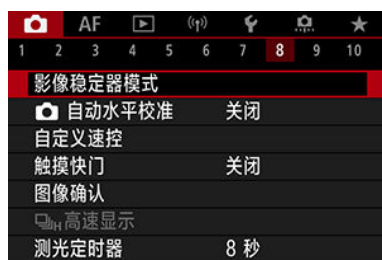 AF
1 2 3 4 5 6 7 8 9 10
影像稳定器模式
自动水平校准 关闭
自定义速控
触摸快门 关闭
图像确认
H高速显示
测光定时器 8 秒